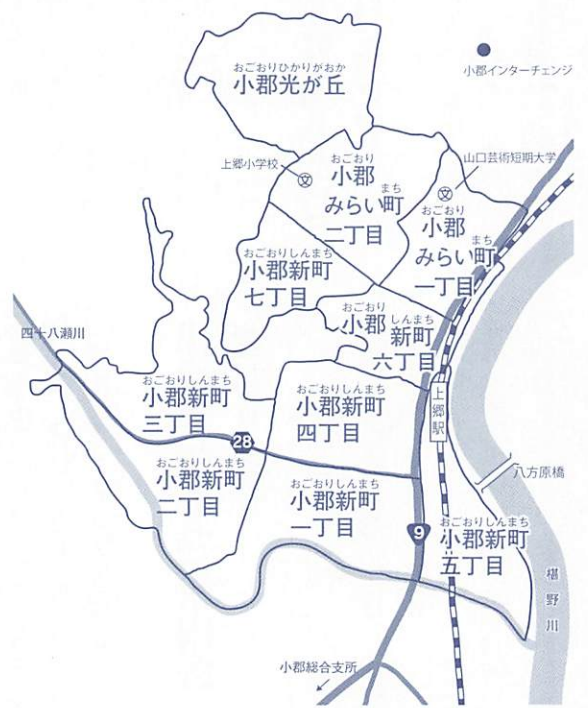 おごおりひかりがおか
小郡光が丘
小郡インターチェンジ
上郷小学校
文
おごおり
小郡
まち
みらい町
二丁目
山口芸術短期大学
文
おごおり
小郡
まち
みらい町
一丁目
おごおりしんまち
小郡新町
七丁目
おごおり
小郡
しんまち
新町
六丁目
四十八瀬川
おごおりしんまち
小郡新町
三丁目
28
おごおりしんまち
小郡新町
四丁目
上郷駅
八方原橋
おごおりしんまち
小郡新町
二丁目
おごおりしんまち
小郡新町
一丁目
9
おごおりしんまち
小郡新町
五丁目
椹野川
小郡総合支所